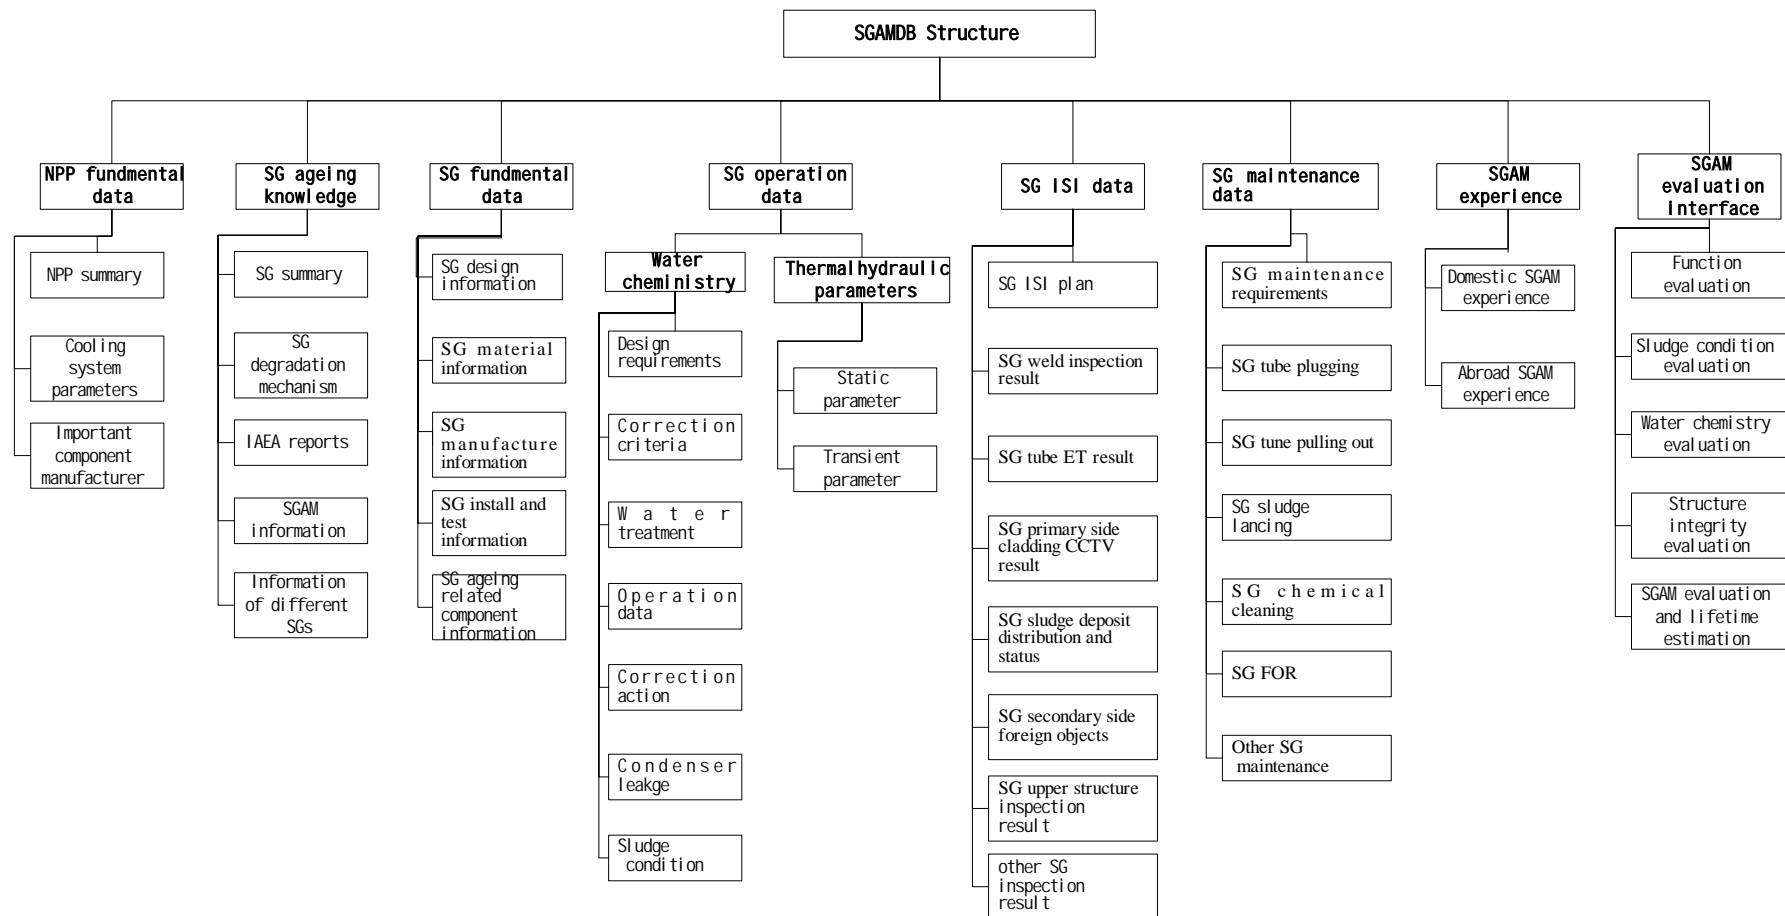 SGAMDB Structure
NPP fundmental
data
NPP summary
Cooling
system
parameters
Important
component
manufacturer
SG ageing
knowledge
SG summary
SG
degradation
mechanism
IAEA reports
SGAM
information
Information
of different
SGs
SG fundmental
data
SG design
information
SG material
information
SG
manufacture
information
SG install and
test
information
SG ageing
related
component
information
SG operation
data
Water
cheministry
Design
requirements
Correction
criteria
Water
treatment
Operation
data
Correction
action
Condenser
leakge
Sludge
condition
Thermalhydraulic
parameters
Static
parameter
Transient
parameter
SG ISI data
SG ISI plan
SG weld inspection
result
SG tube ET result
SG primary side
cladding CCTV
result
SG sludge deposit
distribution and
status
SG secondary side
foreign objects
SG upper structure
inspection
result
other SG
inspection
result
SG maintenance
data
SG maintenance
requirements
SG tube plugging
SG tune pulling out
SG sludge
lancing
SG chemical
cleaning
SG FOR
Other SG
maintenance
SGAM
experience
Domestic SGAM
experience
Abroad SGAM
experience
SGAM
evaluation
interface
Function
evaluation
Sludge condition
evaluation
Water chemistry
evaluation
Structure
integrity
evaluation
SGAM evaluation
and lifetime
estimation